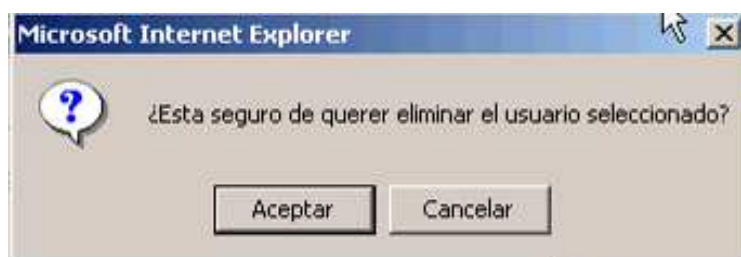 Microsoft Internet Explorer
¿Esta seguro de querer eliminar el usuario seleccionado?
Aceptar Cancelar